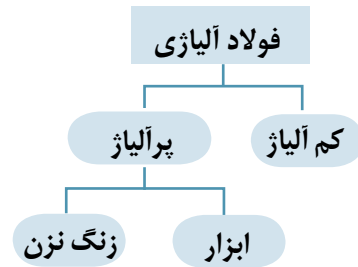 فولاد آلیاژی
کم آلیاژ
پرآلیاژ
ابزار
زنگ نزن